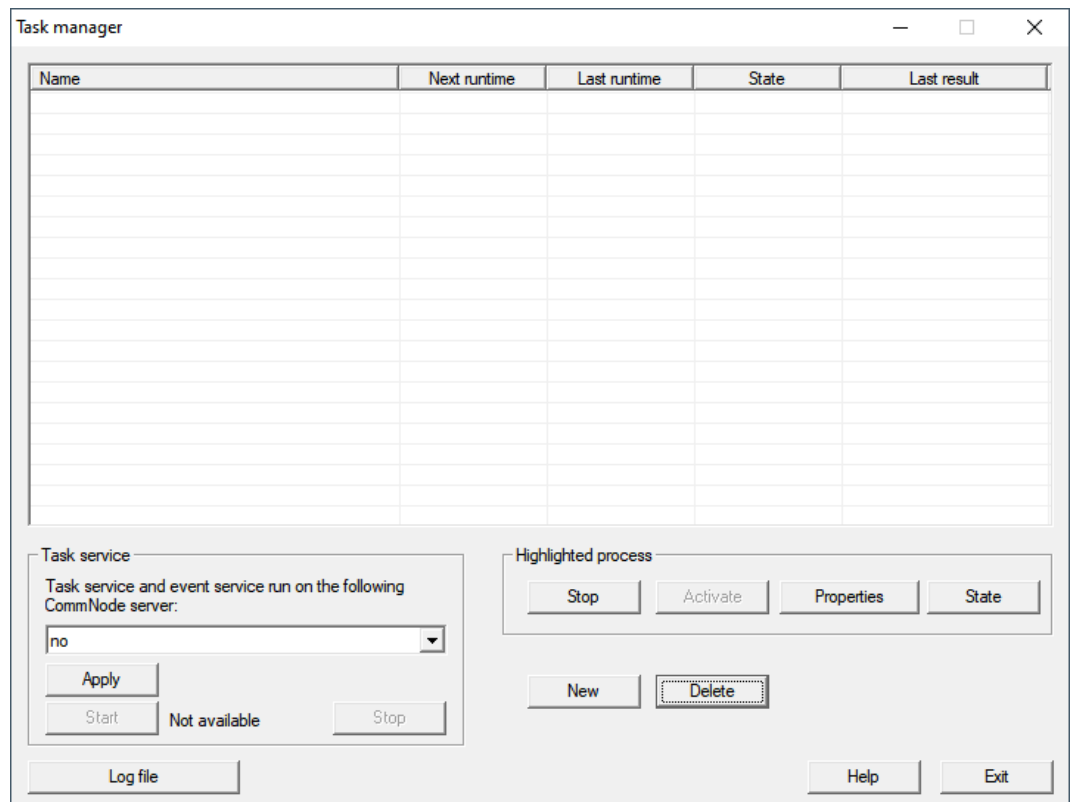 Task manager
Name Next runtime Last runtime State Last result
Task service
Task service and event service run on the following
CommNode server:
no
Apply
Start Not available Stop
Highlighted process
Stop Activate Properties State
New Delete
Log file Help Exit